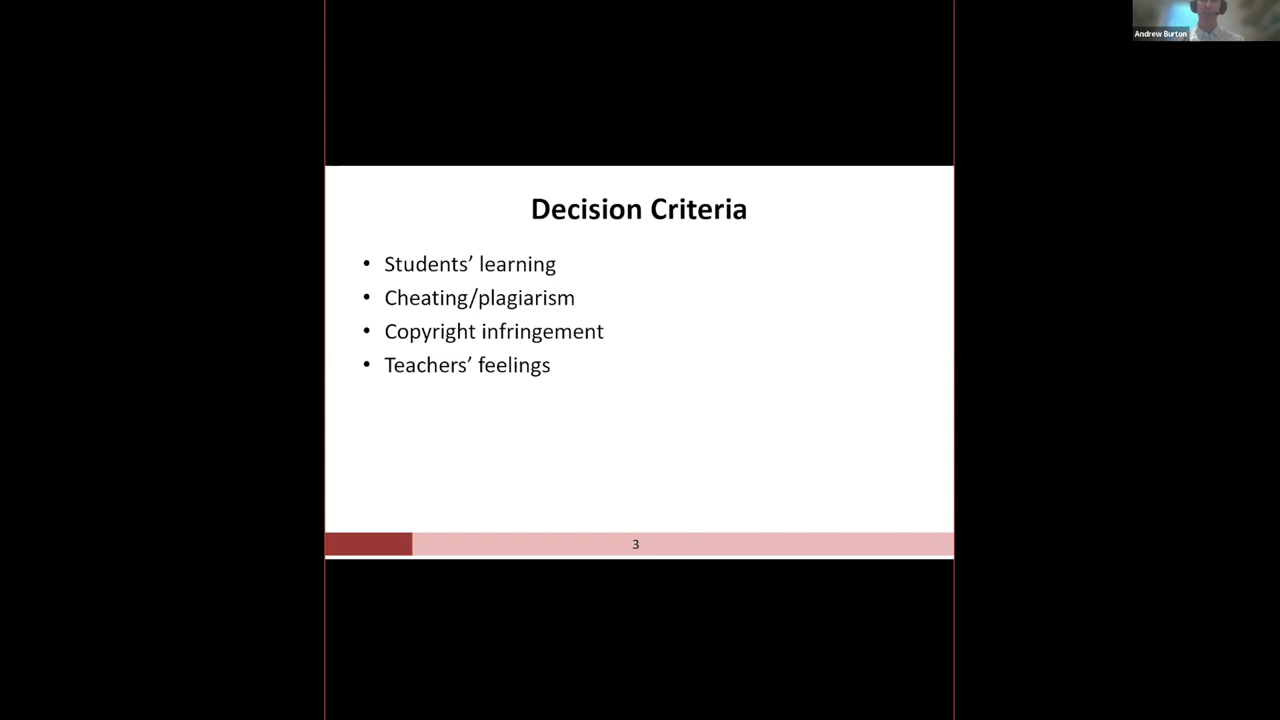 Andrew Burton
Decision Criteria
• Students’ learning
• Cheating/plagiarism
• Copyright infringement
• Teachers’ feelings
3